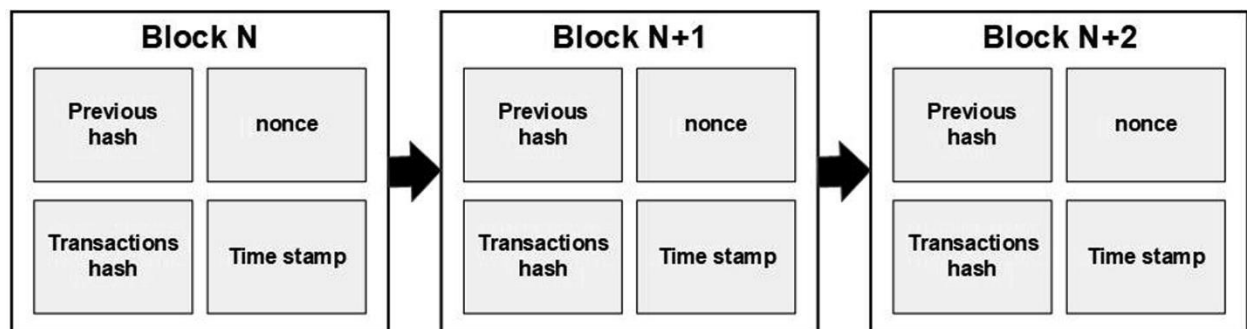 Block N
Previous
hash
nonce
Transactions
hash
Time stamp
Block N+1
Previous
hash
nonce
Transactions
hash
Time stamp
Block N+2
Previous
hash
nonce
Transactions
hash
Time stamp